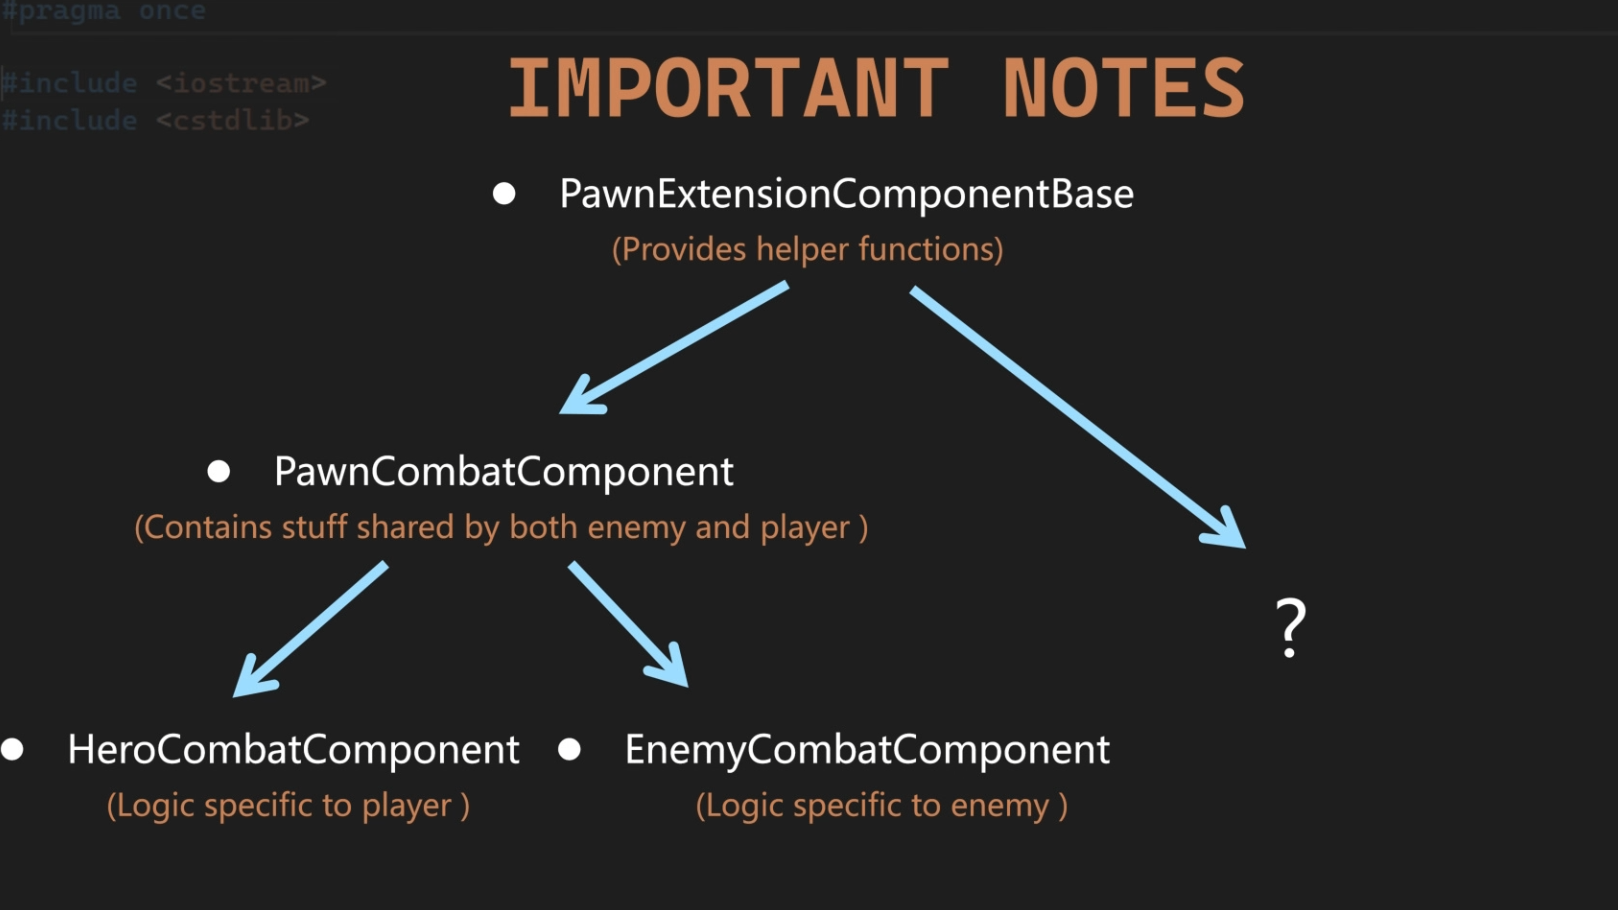 #pragma once
#include <iostream>
#include <cstdlib>
IMPORTANT NOTES
● PawnExtensionComponentBase
(Provides helper functions)
● PawnCombatComponent
(Contains stuff shared by both enemy and player )
?
● HeroCombatComponent
● EnemyCombatComponent
(Logic specific to player )
(Logic specific to enemy )